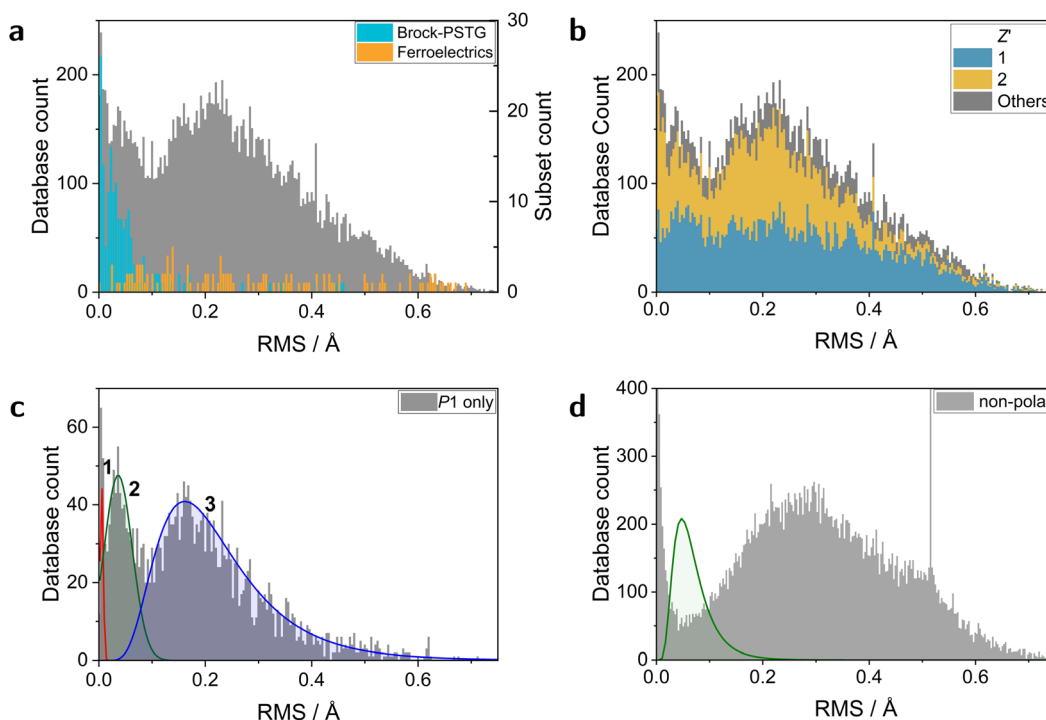 a
Brock-PSTG
Ferroelectrics
Database count
Subset count
200
100
0
30
20
10
0
0.0
0.2
0.4
0.6
RMS / Å
b
Z'
1
2
Others
Database Count
200
100
0
0.0
0.2
0.4
0.6
RMS / Å
c
P1 only
1
2
3
Database count
60
40
20
0
0.0
0.2
0.4
0.6
RMS / Å
d
non-pola
Database count
400
300
200
100
0
0.0
0.2
0.4
0.6
RMS / Å